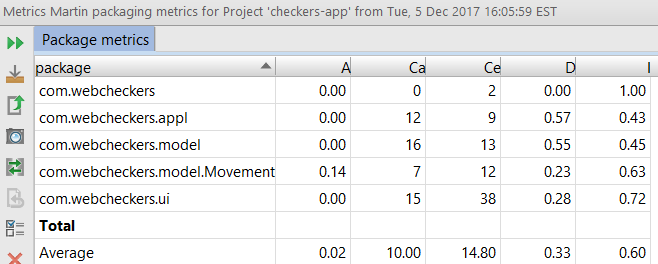 Metrics Martin packaging metrics for Project 'checkers-app' from Tue, 5 Dec 2017 16:05:59 EST
Package metrics
package A Ca Ce D I
com.webcheckers 0.00 0 2 0.00 1.00
com.webcheckers.appl 0.00 12 9 0.57 0.43
com.webcheckers.model 0.00 16 13 0.55 0.45
com.webcheckers.model.Movement 0.14 7 12 0.23 0.63
com.webcheckers.ui 0.00 15 38 0.28 0.72
Total
Average 0.02 10.00 14.80 0.33 0.60